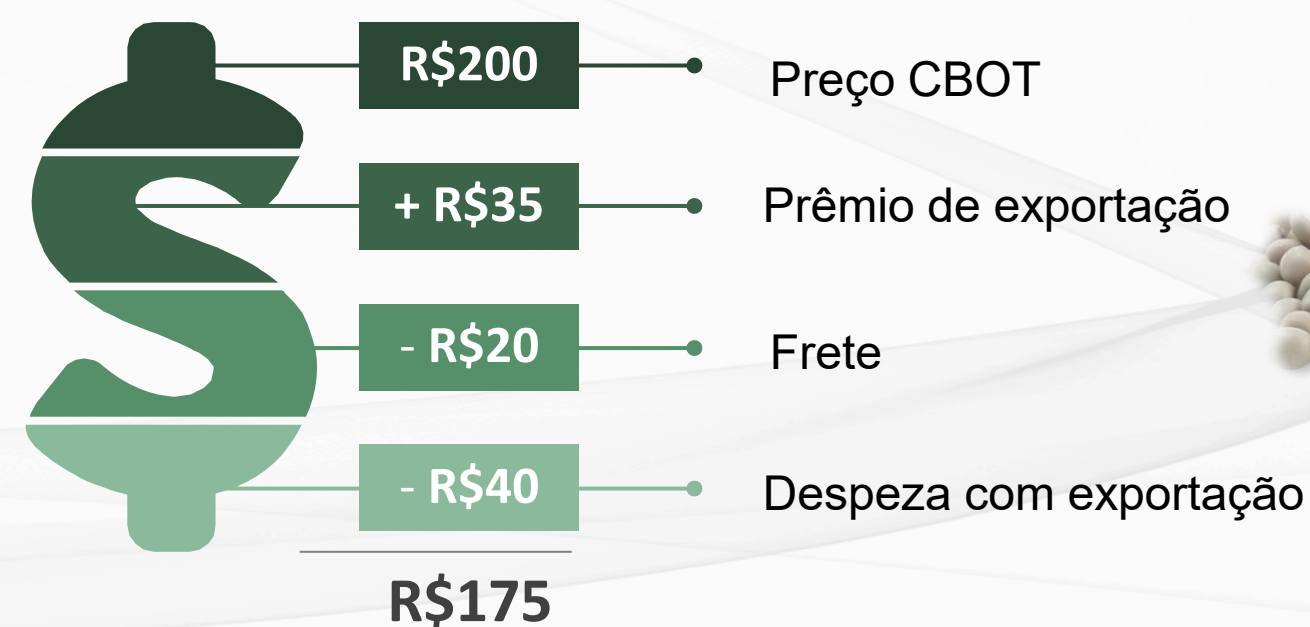 R$200 Preço CBOT
+ R$35 Prêmio de exportação
- R$20 Frete
- R$40 Despeza com exportação
R$175